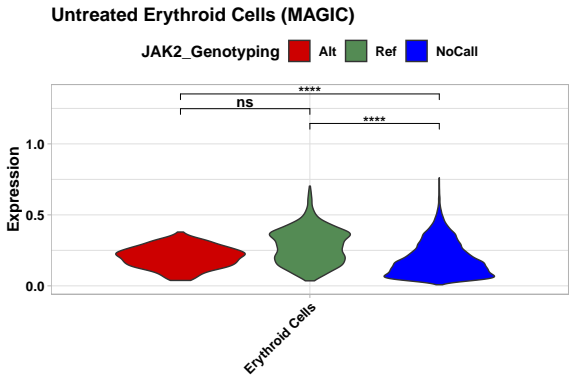 Untreated Erythroid Cells (MAGIC)
JAK2_Genotyping Alt Ref NoCall
****
ns
****
1.0
0.5
0.0
Expression
Erythroid Cells